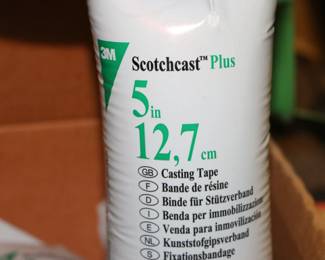 3M
Scotchcast™ Plus
5 in
12,7 cm
GB Casting Tape
F Bande de résine
D Binde für Stützverband
I Benda per immobilizzazione
E Venda para inmovilización
NL Kunststofgipsverband
S Fixationsbandage